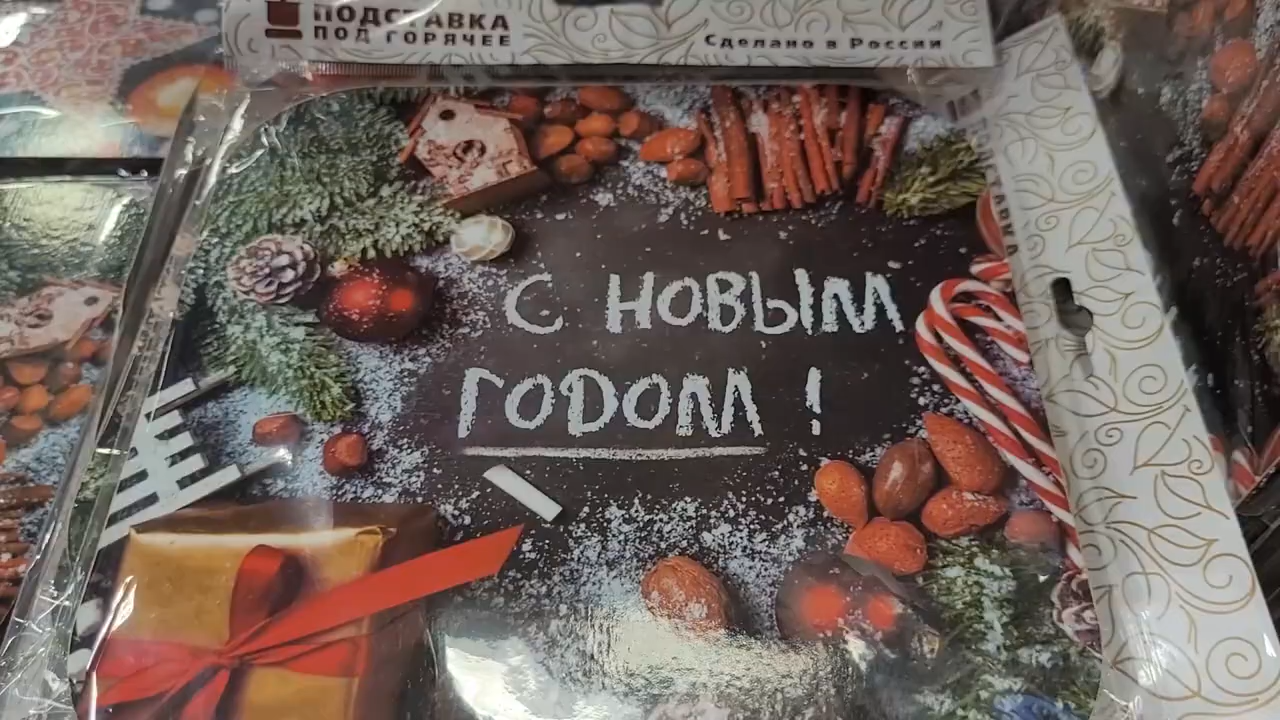 ПОДСТАВКА
ПОД ГОРЯЧЕЕ
Сделано в России
С НОВЫМ
ГОДОМ !